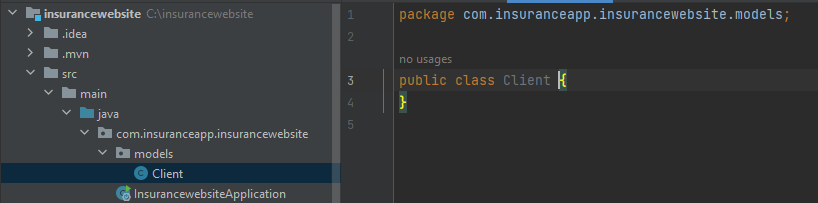 insurancewebsite C:\insurancewebsite
.idea
.mvn
src
main
java
com.insuranceapp.insurancewebsite
models
Client
InsurancewebsiteApplication
1 package com.insuranceapp.insurancewebsite.models;
2
no usages
3 public class Client {
4 }
5